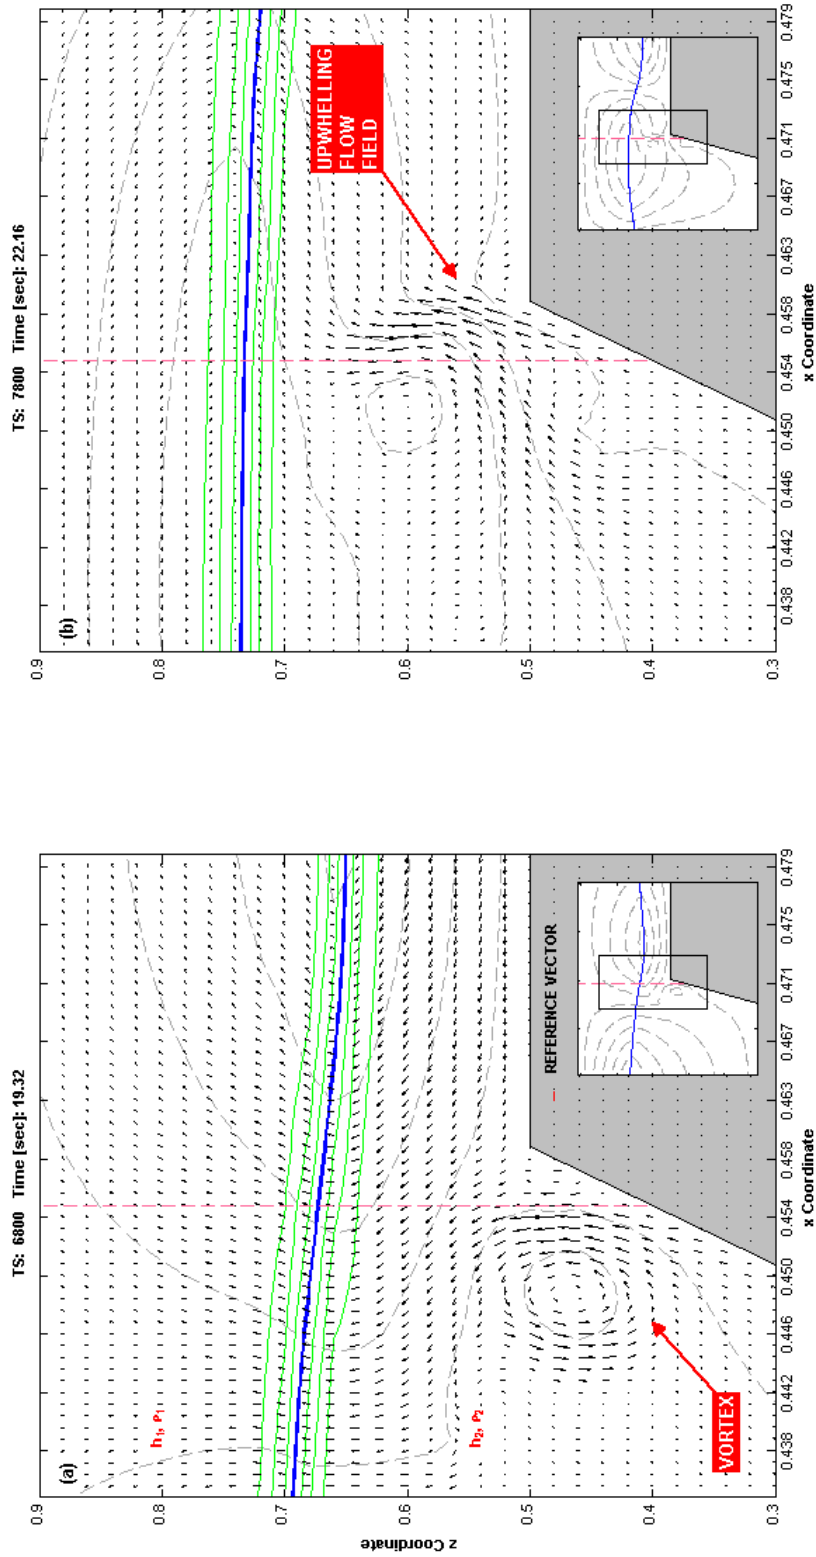 TS: 6800 Time [sec]: 19.32
(a)
0.9
0.8
0.7
0.6
0.5
0.4
0.3
z Coordinate
h₁, ρ₁
h₂, ρ₂
VORTEX
REFERENCE VECTOR
0.438
0.442
0.446
0.450
0.454
0.458
0.463
0.467
0.471
0.475
0.479
x Coordinate
TS: 7800 Time [sec]: 22.16
(b)
0.9
0.8
0.7
0.6
0.5
0.4
0.3
UPWHELLING
FLOW
FIELD
0.438
0.442
0.446
0.450
0.454
0.458
0.463
0.467
0.471
0.475
0.479
x Coordinate